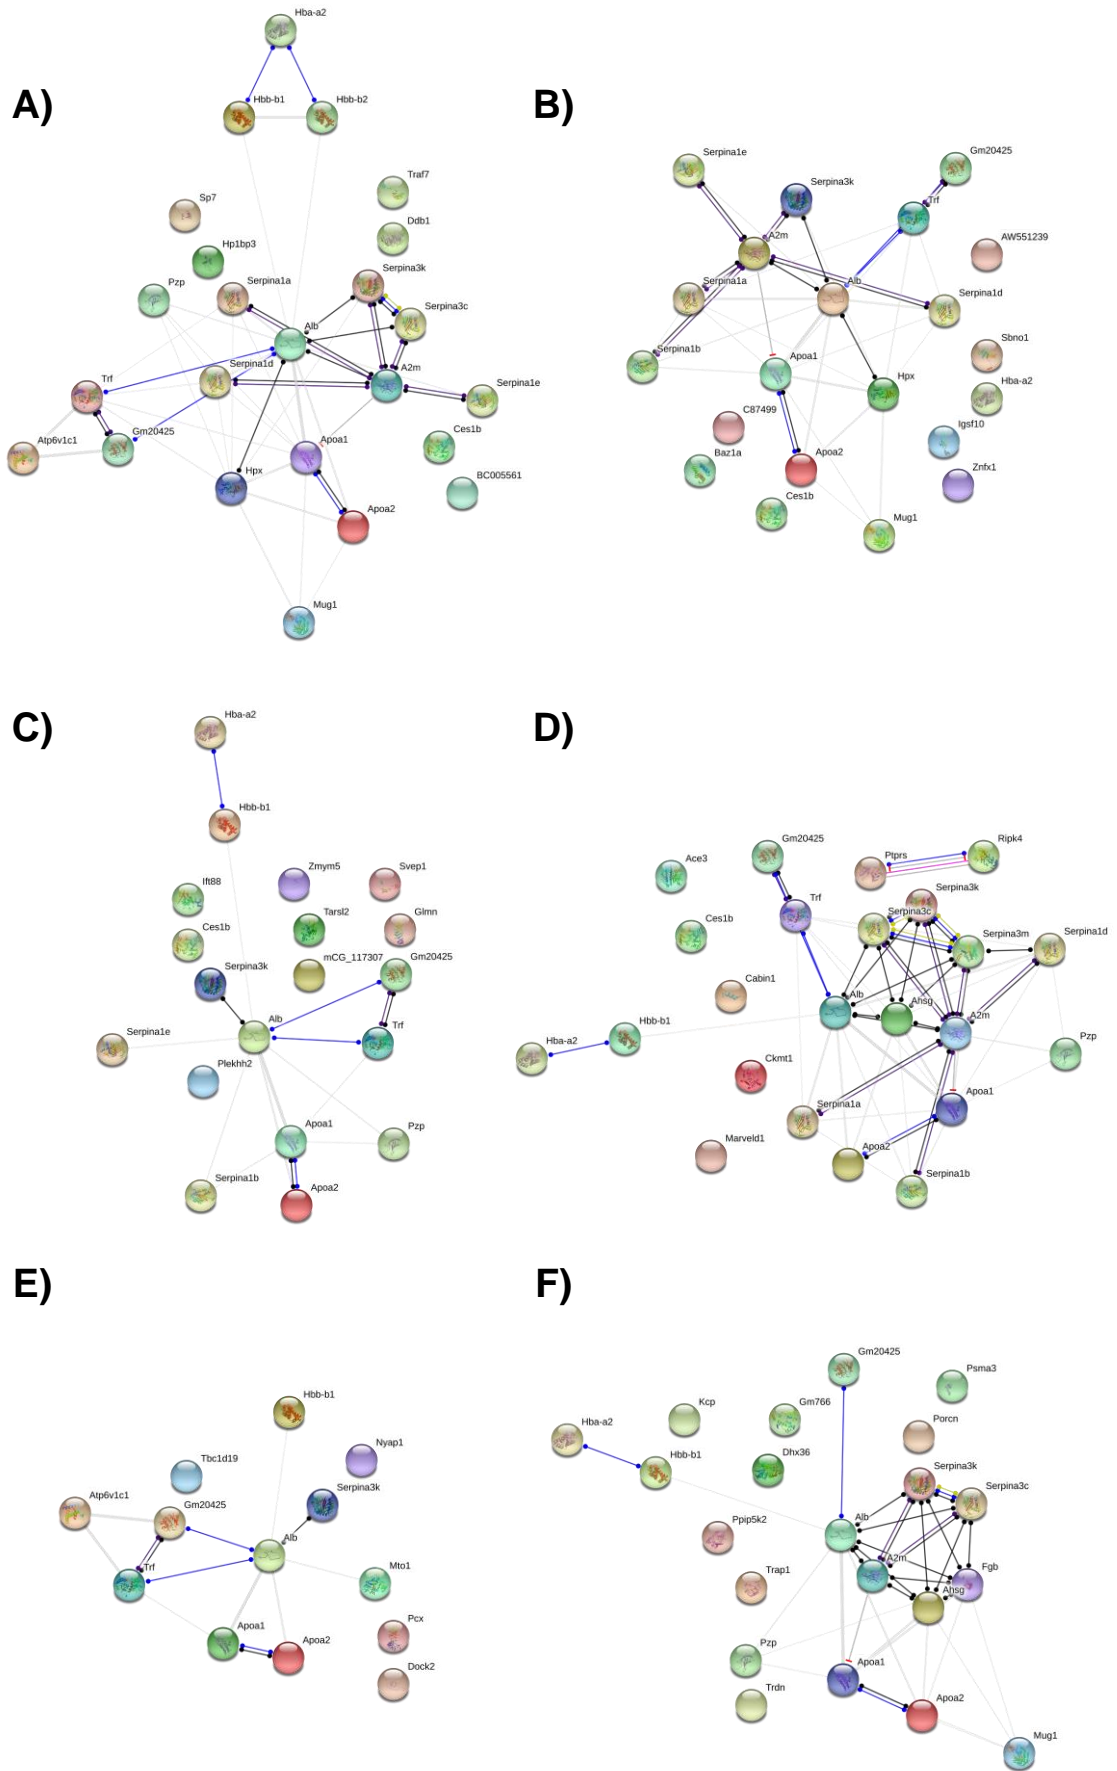 A)
Hba-a2
Hbb-b1
Hbb-b2
Traf7
Sp7
Ddb1
Hp1bp3
Serpina3k
Pzp
Serpina1a
Serpina3c
Alb
Serpina1d
A2m
Trf
Serpina1e
Atp6v1c1
Gm20425
Apoa1
Ces1b
Hpx
BC005561
Apoa2
Mug1
B)
Serpina1e
Gm20425
Serpina3k
Trf
A2m
AW551239
Serpina1a
Alb
Serpina1d
Serpina1b
Apoa1
Sbno1
Hpx
Hba-a2
C87499
Igsf10
Baz1a
Apoa2
Znfx1
Ces1b
Mug1
C)
Hba-a2
Hbb-b1
Zmym5
Svep1
Ift88
Tarsl2
Glmn
Ces1b
mCG_117307
Gm20425
Serpina3k
Alb
Trf
Serpina1e
Plekhh2
Apoa1
Pzp
Serpina1b
Apoa2
D)
Gm20425
Ripk4
Ace3
Ptprs
Serpina3k
Trf
Serpina3c
Ces1b
Serpina3m
Serpina1d
Cabin1
Alb
Ahsg
A2m
Hbb-b1
Hba-a2
Pzp
Ckmt1
Apoa1
Serpina1a
Marveld1
Apoa2
Serpina1b
E)
Hbb-b1
Nyap1
Tbc1d19
Serpina3k
Atp6v1c1
Gm20425
Alb
Trf
Mto1
Apoa1
Pcx
Apoa2
Dock2
F)
Gm20425
Psma3
Kcp
Gm766
Hba-a2
Porcn
Hbb-b1
Dhx36
Serpina3k
Serpina3c
Alb
Ppip5k2
A2m
Fgb
Trap1
Ahsg
Pzp
Apoa1
Trdn
Apoa2
Mug1